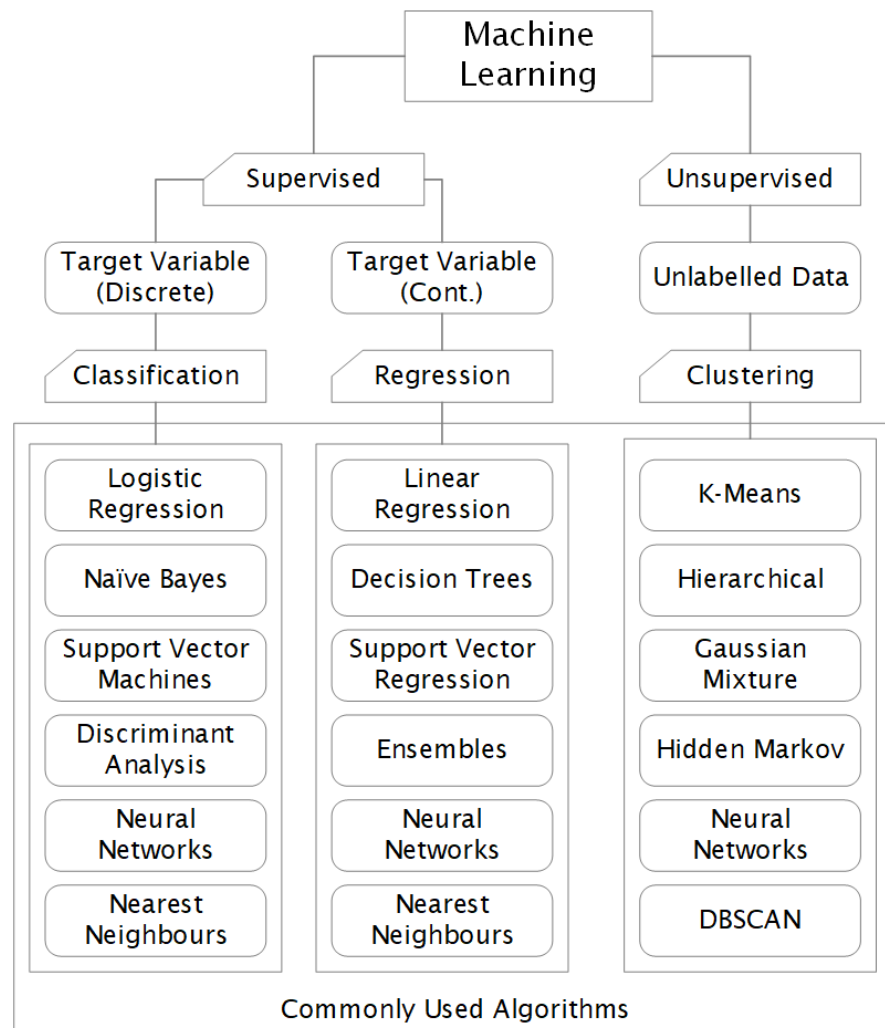 Machine
Learning
Supervised
Unsupervised
Target Variable
(Discrete)
Target Variable
(Cont.)
Unlabelled Data
Classification
Regression
Clustering
Logistic
Regression
Naïve Bayes
Support Vector
Machines
Discriminant
Analysis
Neural
Networks
Nearest
Neighbours
Linear
Regression
Decision Trees
Support Vector
Regression
Ensembles
Neural
Networks
Nearest
Neighbours
K-Means
Hierarchical
Gaussian
Mixture
Hidden Markov
Neural
Networks
DBSCAN
Commonly Used Algorithms